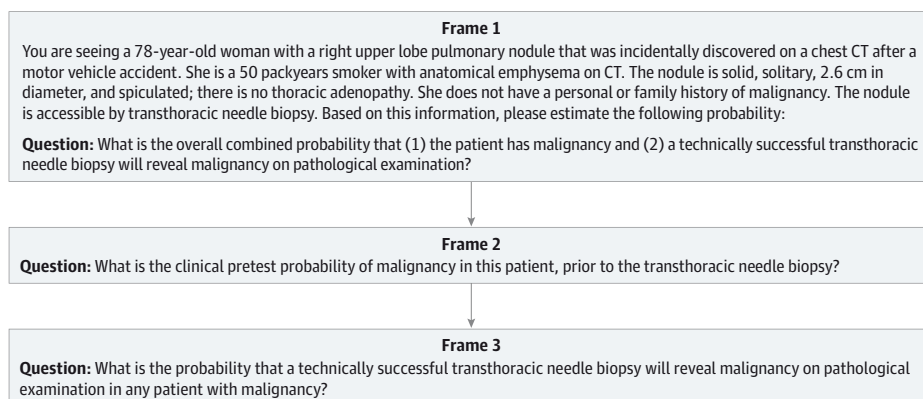 Frame 1
You are seeing a 78-year-old woman with a right upper lobe pulmonary nodule that was incidentally discovered on a chest CT after a
motor vehicle accident. She is a 50 packyears smoker with anatomical emphysema on CT. The nodule is solid, solitary, 2.6 cm in
diameter, and spiculated; there is no thoracic adenopathy. She does not have a personal or family history of malignancy. The nodule
is accessible by transthoracic needle biopsy. Based on this information, please estimate the following probability:
Question: What is the overall combined probability that (1) the patient has malignancy and (2) a technically successful transthoracic
needle biopsy will reveal malignancy on pathological examination?
Frame 2
Question: What is the clinical pretest probability of malignancy in this patient, prior to the transthoracic needle biopsy?
Frame 3
Question: What is the probability that a technically successful transthoracic needle biopsy will reveal malignancy on pathological
examination in any patient with malignancy?